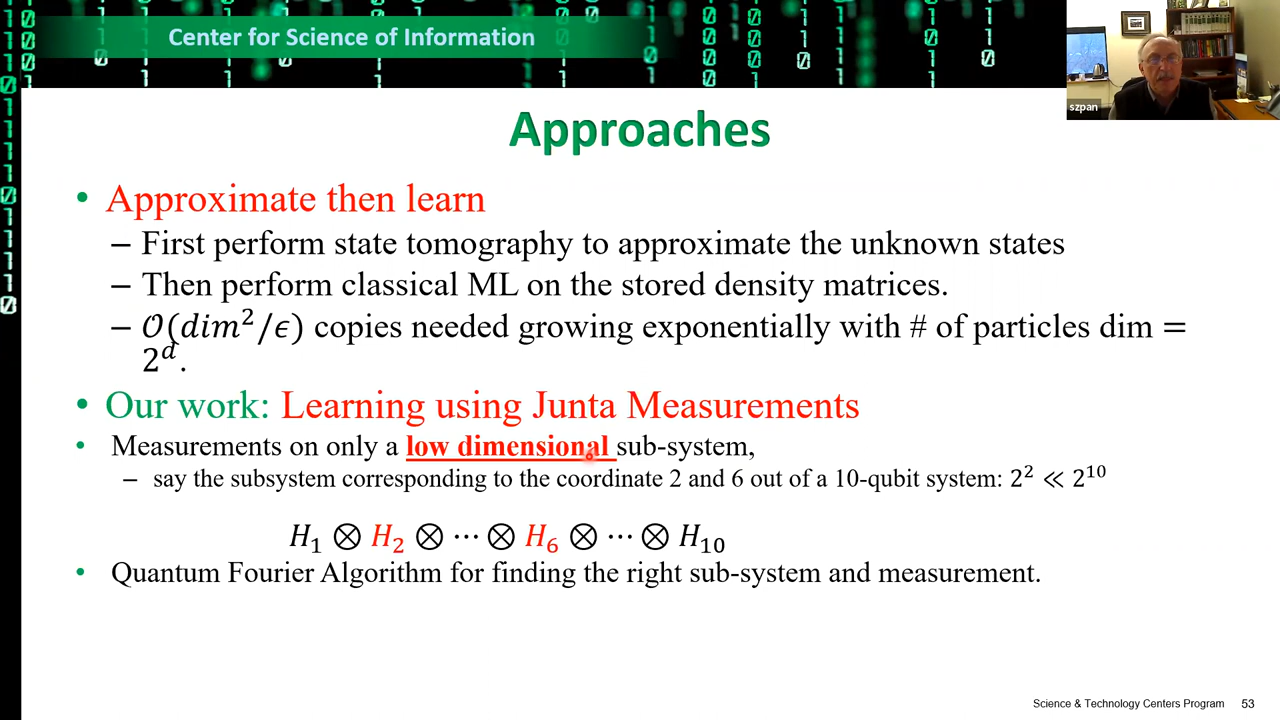 Center for Science of Information
szpan
Approaches
• Approximate then learn
– First perform state tomography to approximate the unknown states
– Then perform classical ML on the stored density matrices.
– 𝒪(𝑑𝑖𝑚²/𝜖) copies needed growing exponentially with # of particles dim =
2ᵈ.
• Our work: Learning using Junta Measurements
• Measurements on only a low dimensional sub-system,
– say the subsystem corresponding to the coordinate 2 and 6 out of a 10-qubit system: 2² ≪ 2¹⁰
H₁ ⊗ H₂ ⊗ ⋯ ⊗ H₆ ⊗ ⋯ ⊗ H₁₀
• Quantum Fourier Algorithm for finding the right sub-system and measurement.
Science & Technology Centers Program 53